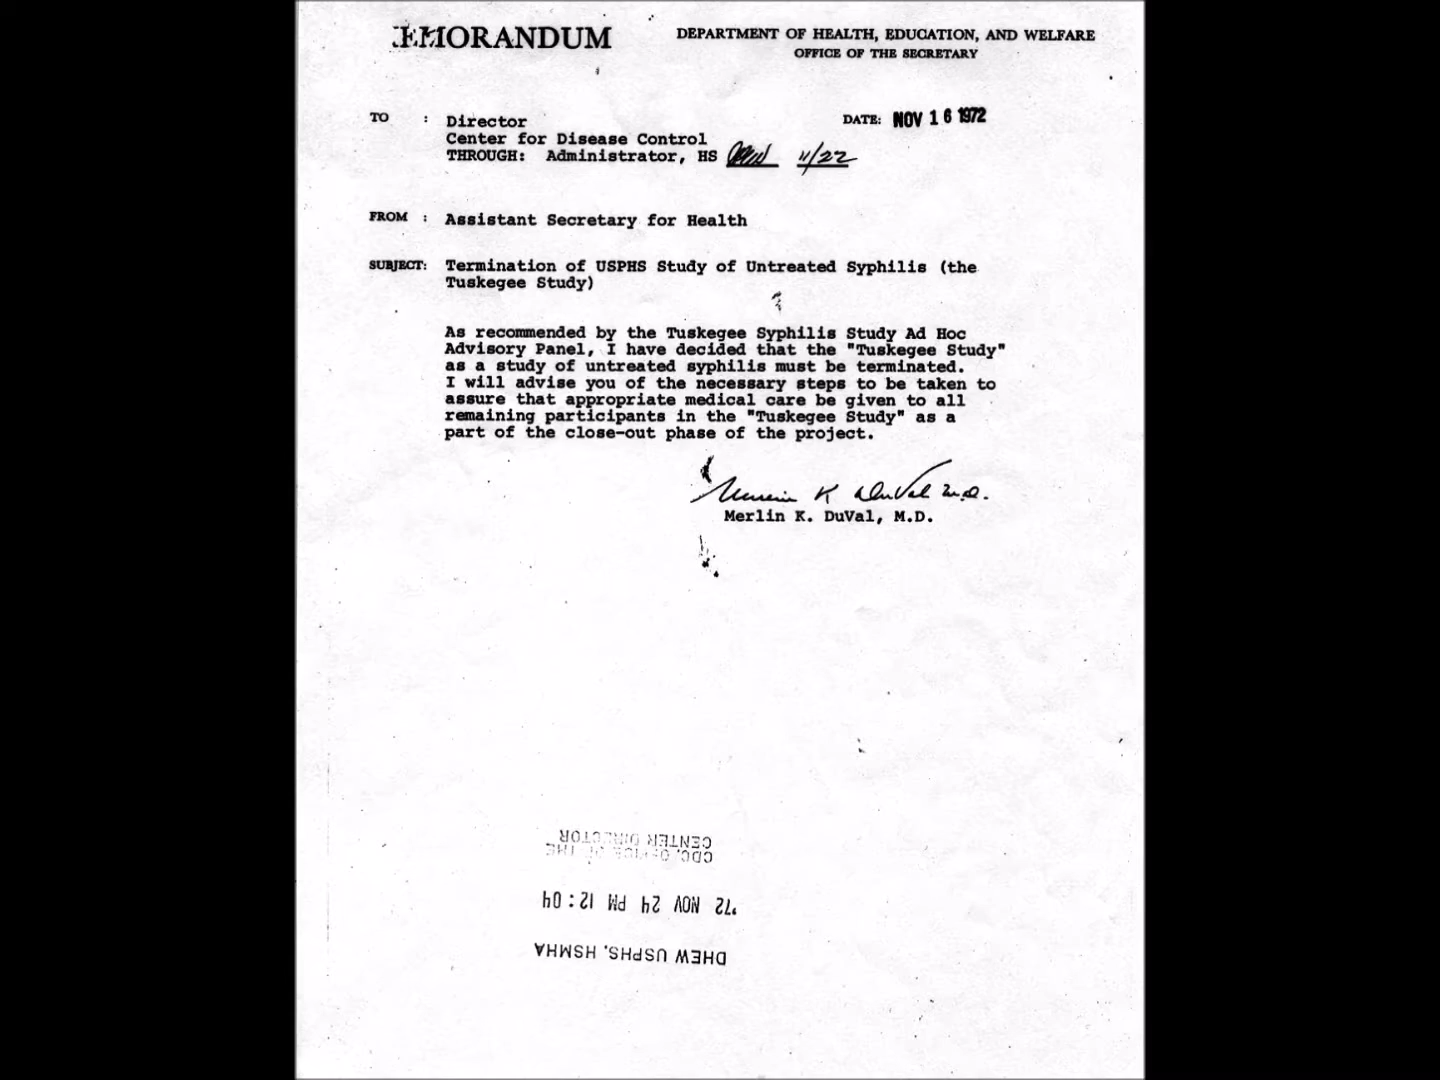 MEMORANDUM
DEPARTMENT OF HEALTH, EDUCATION, AND WELFARE
OFFICE OF THE SECRETARY
TO : Director
Center for Disease Control
THROUGH: Administrator, HS 11/22
DATE: NOV 16 1972
FROM : Assistant Secretary for Health
SUBJECT: Termination of USPHS Study of Untreated Syphilis (the
Tuskegee Study)
As recommended by the Tuskegee Syphilis Study Ad Hoc
Advisory Panel, I have decided that the "Tuskegee Study"
as a study of untreated syphilis must be terminated.
I will advise you of the necessary steps to be taken to
assure that appropriate medical care be given to all
remaining participants in the "Tuskegee Study" as a
part of the close-out phase of the project.
Merlin K DuVal M.D.
Merlin K. DuVal, M.D.
DHEW USPHS, HSMHA
'72 NOV 24 PM 12:04
CDC, OFFICE OF THE
CENTER DIRECTOR